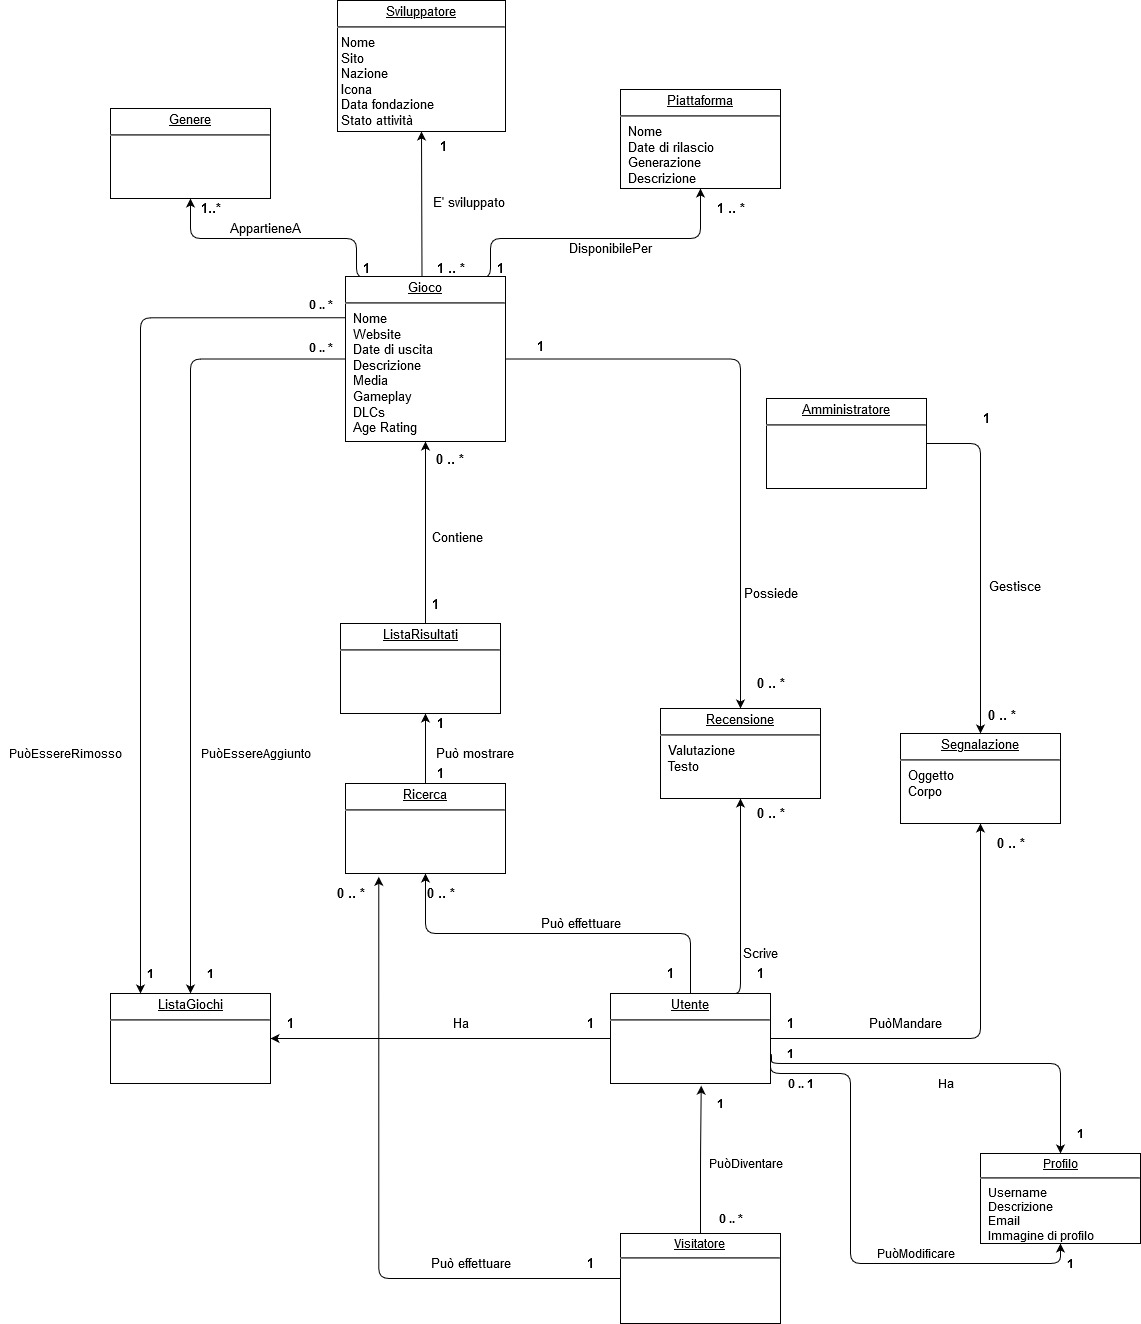 Sviluppatore
Nome
Sito
Nazione
Icona
Data fondazione
Stato attività
Piattaforma
Nome
Date di rilascio
Generazione
Descrizione
Genere
1
E' sviluppato
1..*
1 .. *
AppartieneA
DisponibilePer
1
1 .. *
1
Gioco
Nome
Website
Date di uscita
Descrizione
Media
Gameplay
DLCs
Age Rating
0 .. *
0 .. *
1
Amministratore
1
0 .. *
Contiene
Gestisce
Possiede
1
ListaRisultati
0 .. *
Recensione
Valutazione
Testo
0 .. *
Segnalazione
Oggetto
Corpo
1
PuòEssereRimosso
PuòEssereAggiunto
Può mostrare
1
Ricerca
0 .. *
0 .. *
0 .. *
0 .. *
Può effettuare
Scrive
1
1
1
1
ListaGiochi
Utente
1
Ha
1
1
PuòMandare
1
0 .. 1
Ha
1
1
PuòDiventare
Profilo
Username
Descrizione
Email
Immagine di profilo
0 .. *
Visitatore
PuòModificare
1
Può effettuare
1